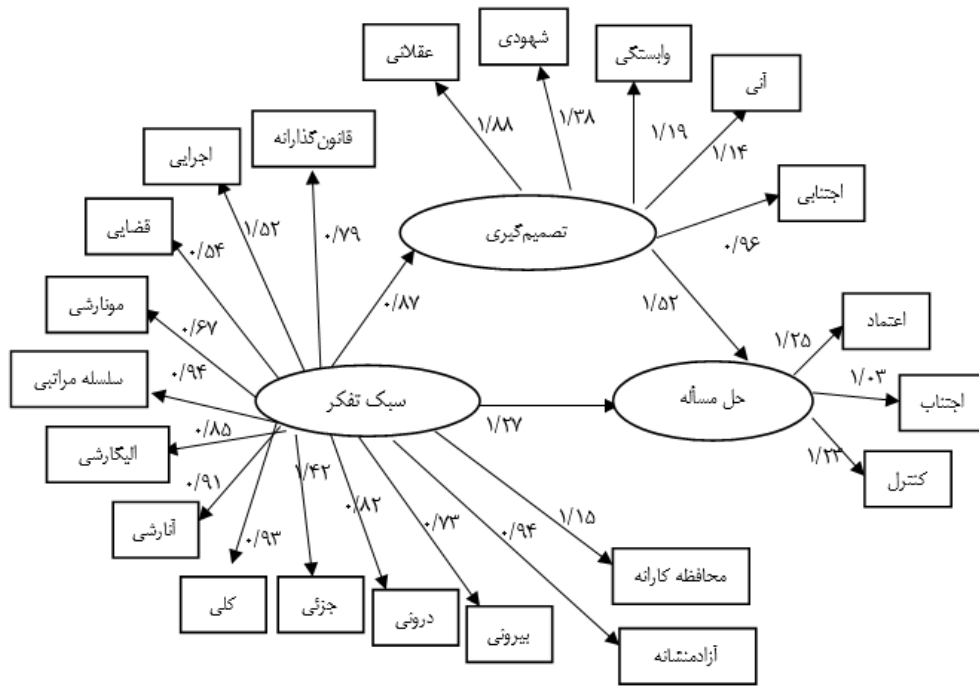 عقلائی
شهودی
وابستگی
آنی
۱/۸۸
۱/۳۸
۱/۱۹
۱/۱۴
اجتنابی
۰/۹۶
تصمیم‌گیری
قانون‌گذارانه
اجرایی
قضایی
مونارشی
سلسله مراتبی
الیگارشی
آنارشی
۰/۷۹
۱/۵۲
۰/۵۴
۰/۶۷
۰/۹۴
۰/۸۵
۰/۹۱
۰/۹۳
۱/۴۲
۰/۸۲
۰/۷۳
۰/۹۴
۱/۱۵
۰/۸۷
۱/۵۲
سبک تفکر
۱/۲۷
حل مسأله
۱/۲۵
۱/۰۳
۱/۲۳
اعتماد
اجتناب
کنترل
محافظه کارانه
آزادمنشانه
بیرونی
درونی
جزئی
کلی